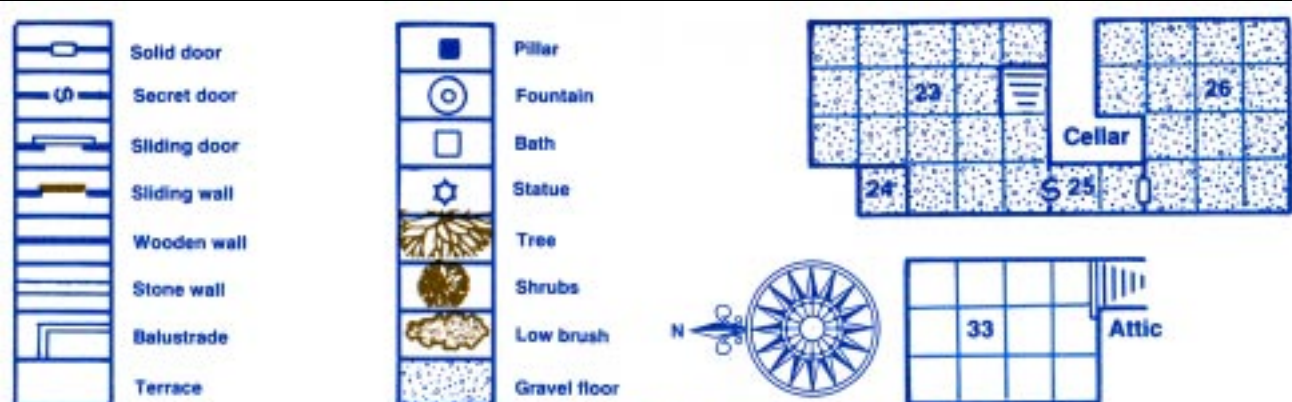 Solid door
Secret door
S
Sliding door
Sliding wall
Wooden wall
Stone wall
Balustrade
Terrace
Pillar
Fountain
Bath
Statue
Tree
Shrubs
Low brush
Gravel floor
23
26
Cellar
24
S
25
N
33
Attic